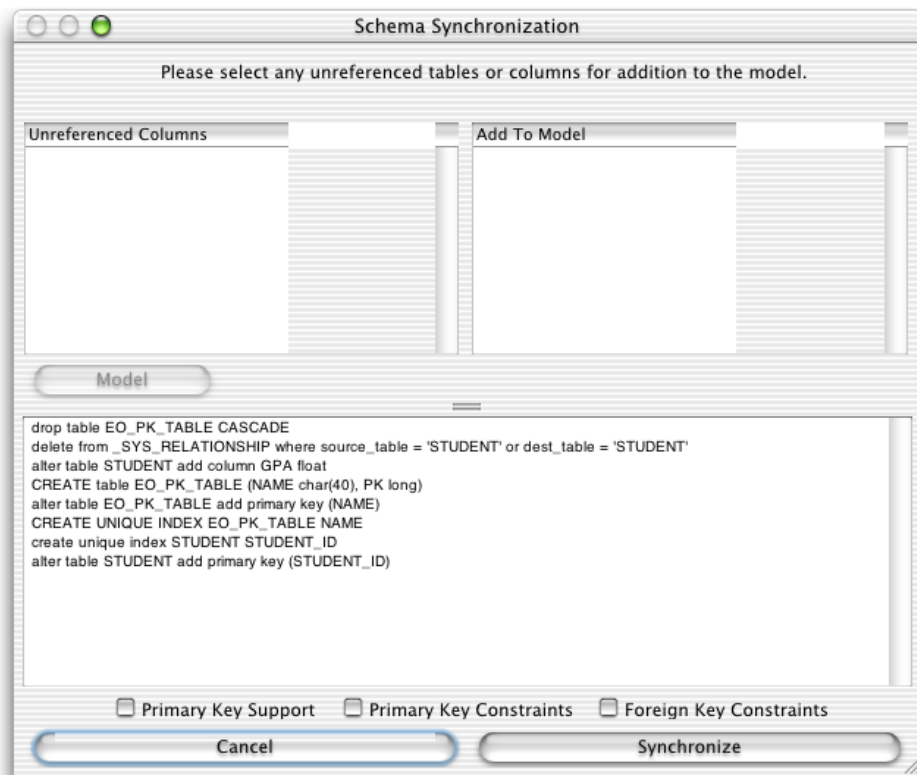 Schema Synchronization
Please select any unreferenced tables or columns for addition to the model.
Unreferenced Columns
Add To Model
Model
drop table EO_PK_TABLE CASCADE
delete from _SYS_RELATIONSHIP where source_table = 'STUDENT' or dest_table = 'STUDENT'
alter table STUDENT add column GPA float
CREATE table EO_PK_TABLE (NAME char(40), PK long)
alter table EO_PK_TABLE add primary key (NAME)
CREATE UNIQUE INDEX EO_PK_TABLE NAME
create unique index STUDENT STUDENT_ID
alter table STUDENT add primary key (STUDENT_ID)
Primary Key Support Primary Key Constraints Foreign Key Constraints
Cancel Synchronize